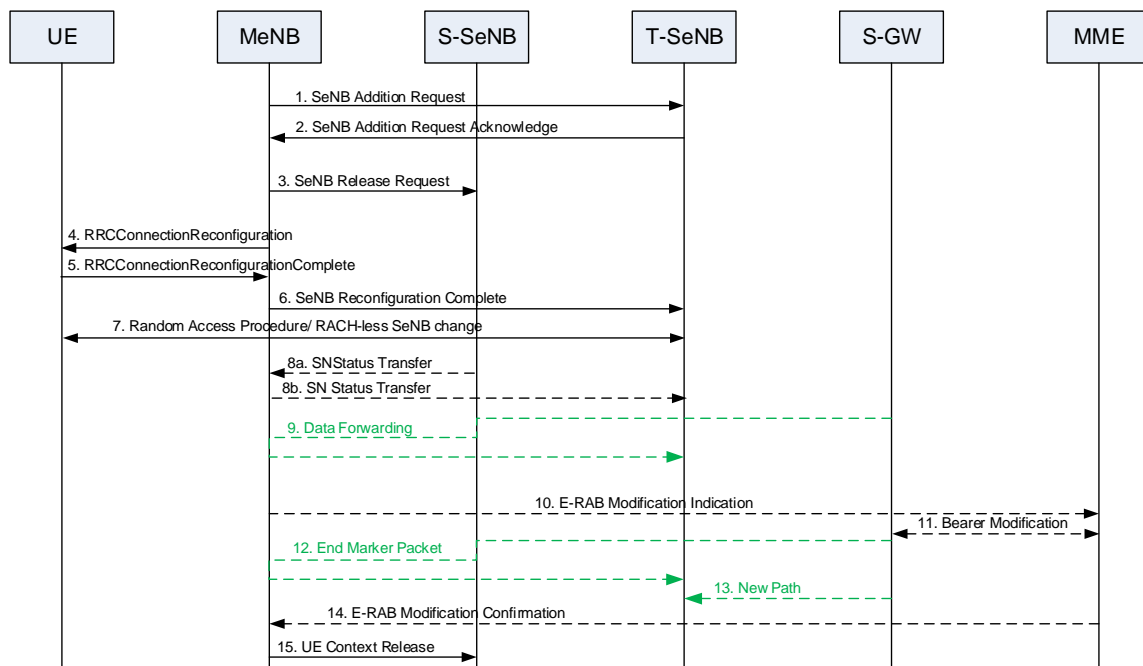 UE
MeNB
S-SeNB
T-SeNB
S-GW
MME
1. SeNB Addition Request
2. SeNB Addition Request Acknowledge
3. SeNB Release Request
4. RRCConnectionReconfiguration
5. RRCConnectionReconfigurationComplete
6. SeNB Reconfiguration Complete
7. Random Access Procedure/ RACH-less SeNB change
8a. SNStatus Transfer
8b. SN Status Transfer
9. Data Forwarding
10. E-RAB Modification Indication
11. Bearer Modification
12. End Marker Packet
13. New Path
14. E-RAB Modification Confirmation
15. UE Context Release